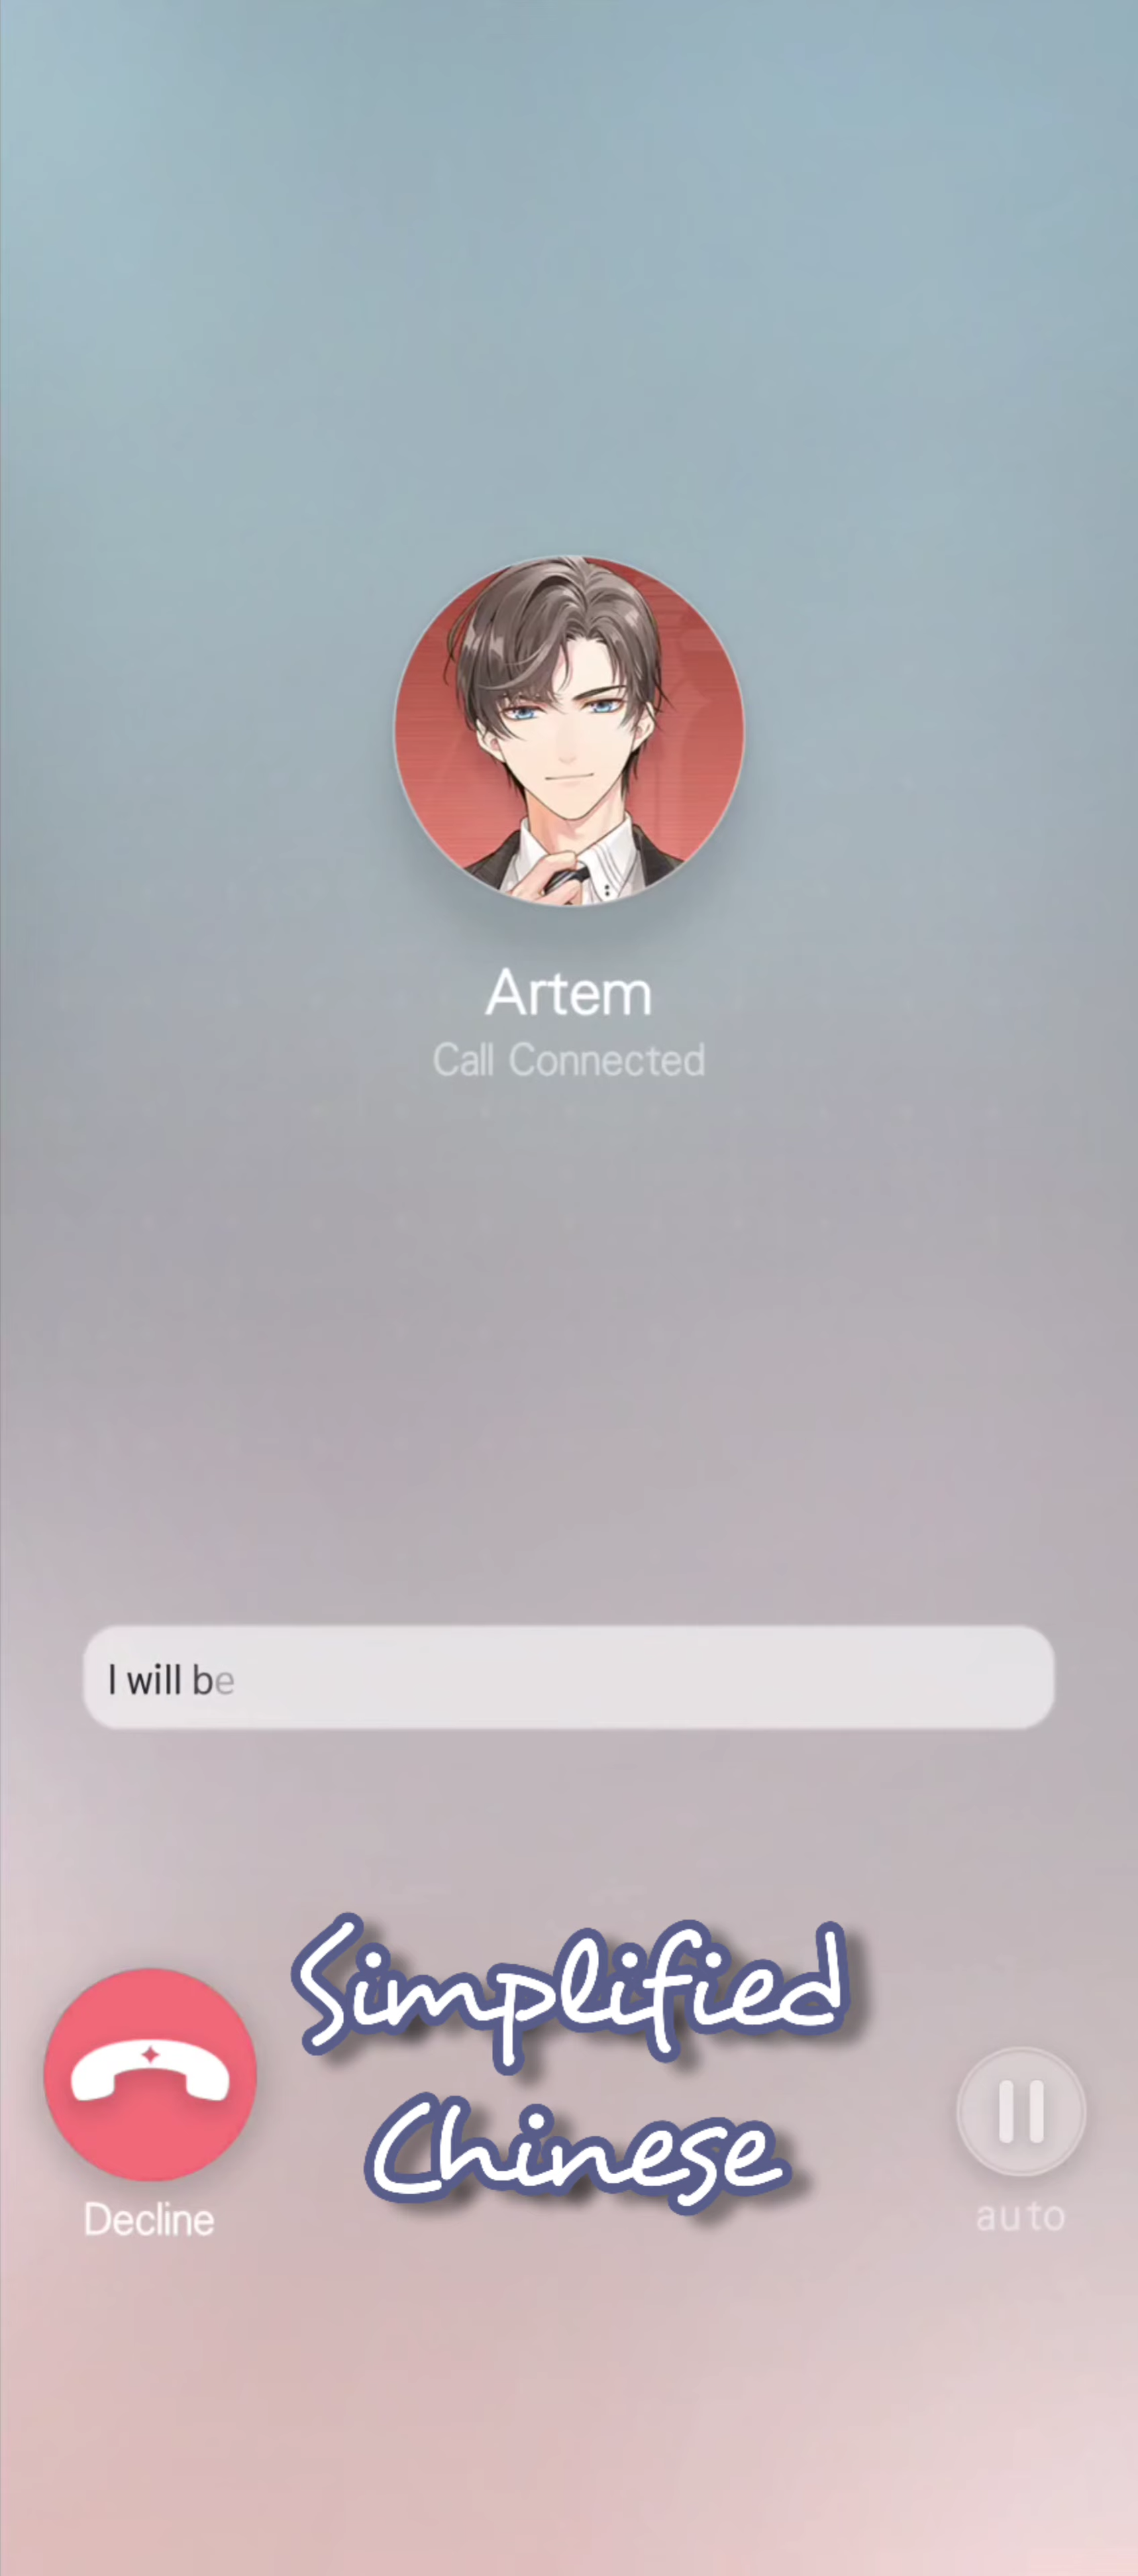 Artem
Call Connected
I will be
Simplified
Chinese
Decline
auto